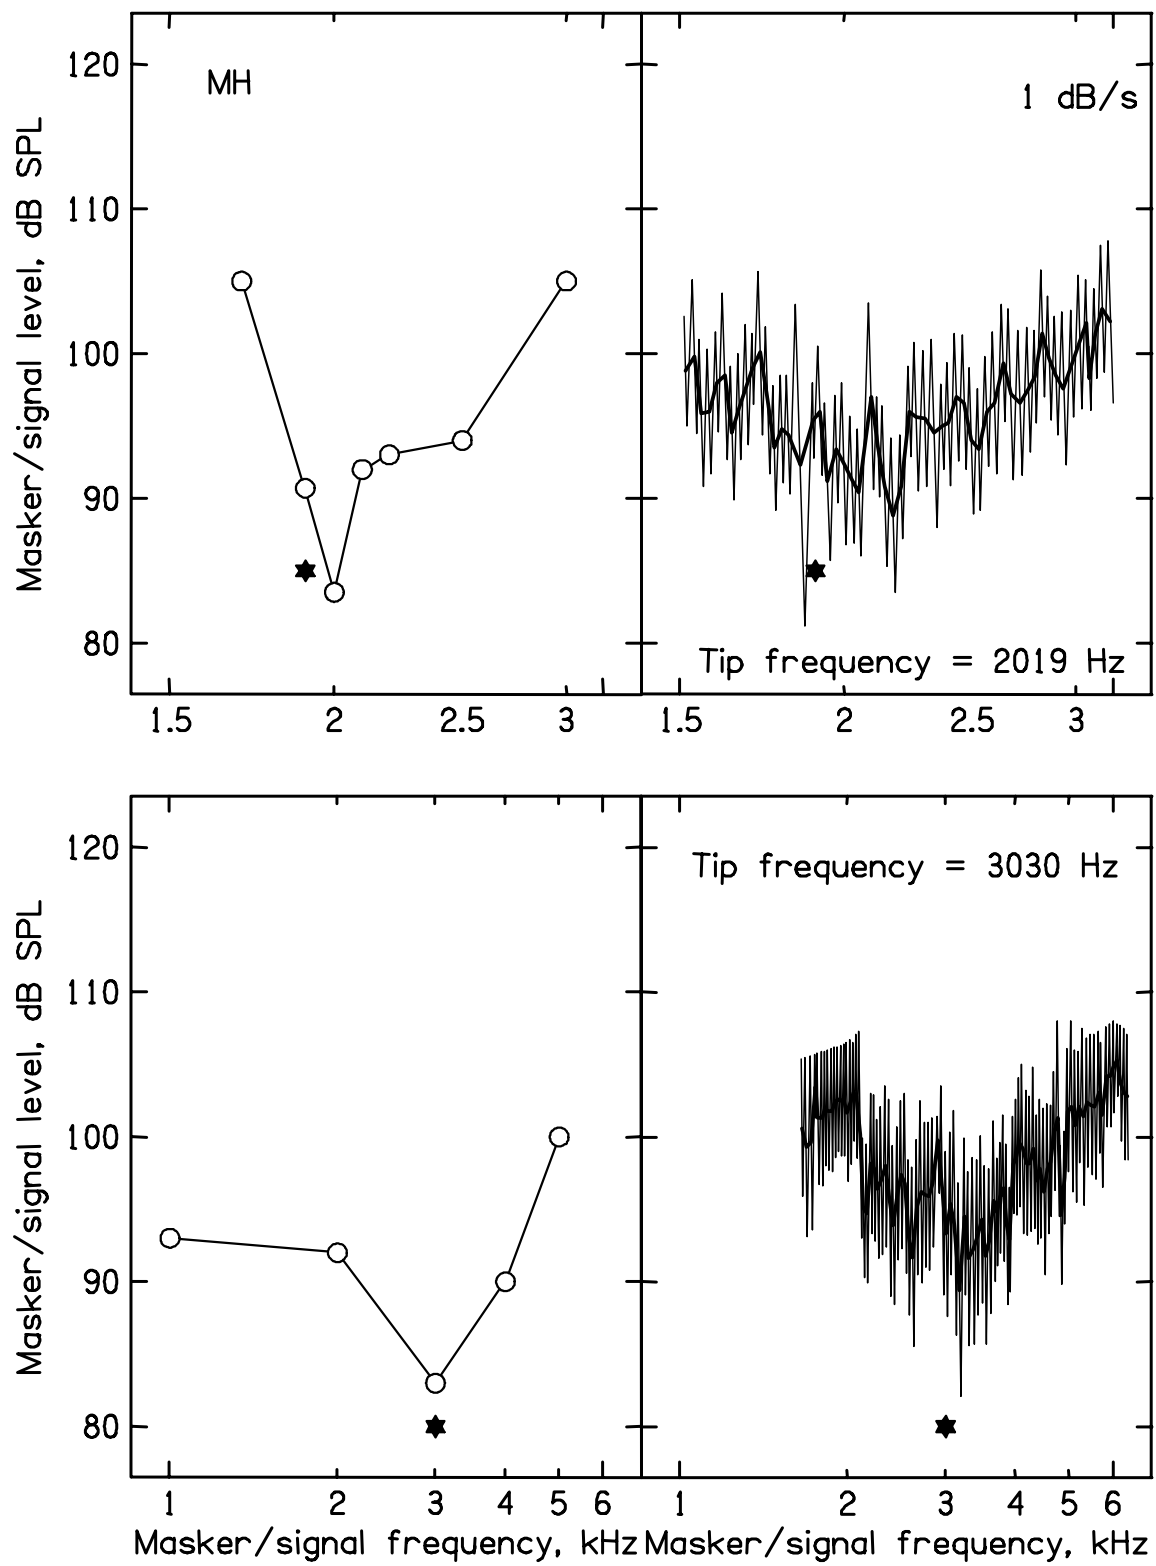 120
MH
1 dB/s
110
100
90
80
Masker/signal level, dB SPL
Tip frequency = 2019 Hz
1.5 2 2.5 3
1.5 2 2.5 3
120
Tip frequency = 3030 Hz
110
100
90
80
Masker/signal level, dB SPL
1 2 3 4 5 6
1 2 3 4 5 6
Masker/signal frequency, kHz
Masker/signal frequency, kHz